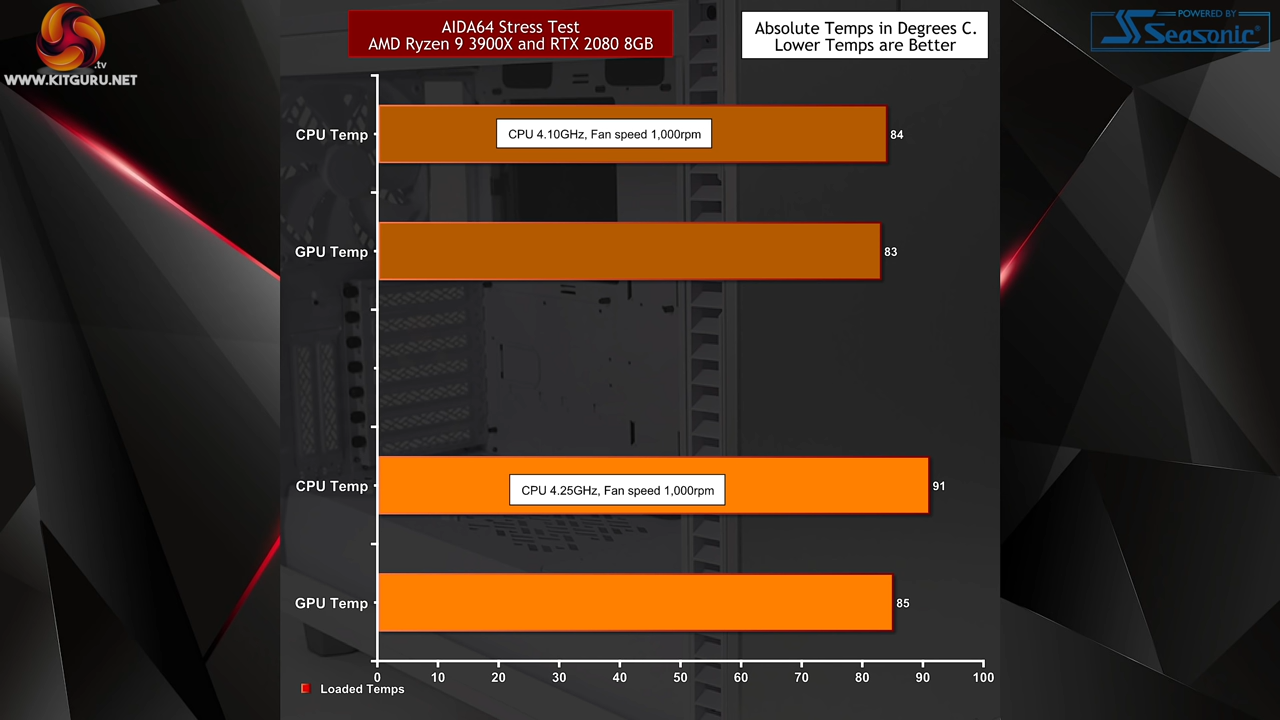 .tv
WWW.KITGURU.NET
AIDA64 Stress Test
AMD Ryzen 9 3900X and RTX 2080 8GB
Absolute Temps in Degrees C.
Lower Temps are Better
POWERED BY
Seasonic
CPU Temp
CPU 4.10GHz, Fan speed 1,000rpm
84
GPU Temp
83
CPU Temp
CPU 4.25GHz, Fan speed 1,000rpm
91
GPU Temp
85
0 10 20 30 40 50 60 70 80 90 100
Loaded Temps